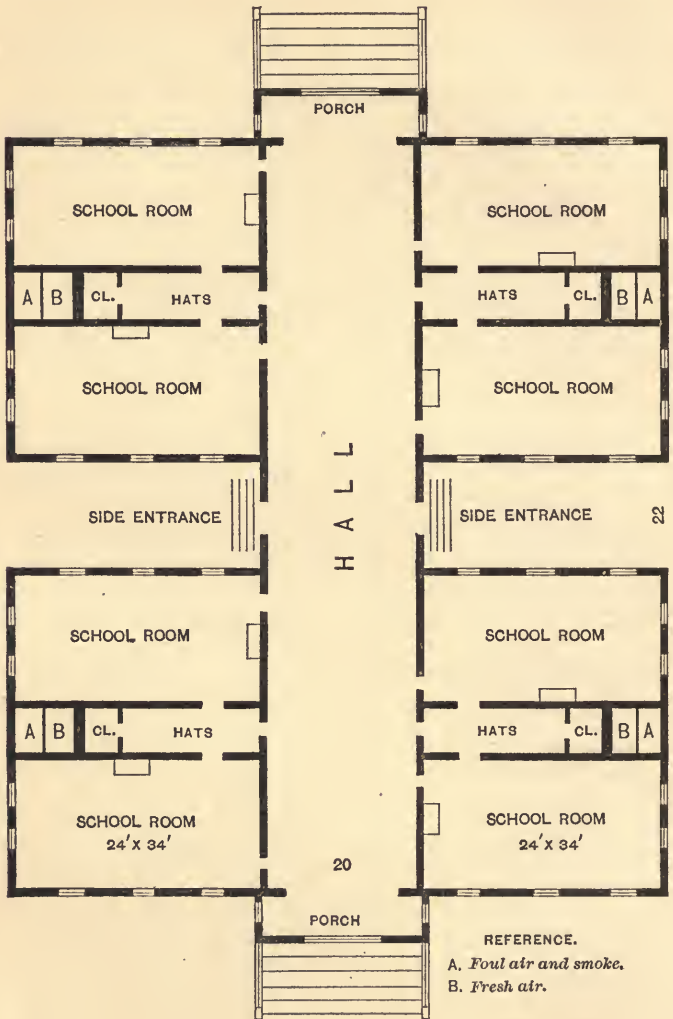 PORCH
SCHOOL ROOM
SCHOOL ROOM
A B CL. HATS
HATS CL. B A
SCHOOL ROOM
SCHOOL ROOM
HALL
SIDE ENTRANCE
SIDE ENTRANCE
22
SCHOOL ROOM
SCHOOL ROOM
A B CL. HATS
HATS CL. B A
SCHOOL ROOM
24'X 34'
SCHOOL ROOM
24'X 34'
20
PORCH
REFERENCE.
A. Foul air and smoke.
B. Fresh air.